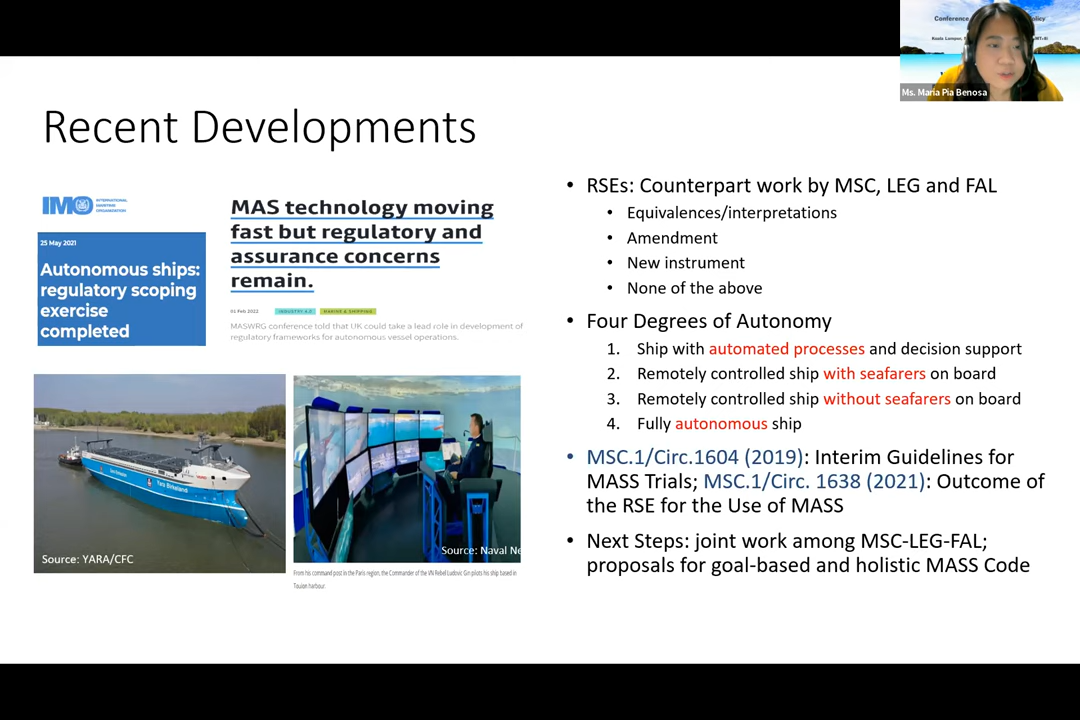 Conference
Ms. Maria Pia Benosa
Recent Developments
IMO INTERNATIONAL
MARITIME
ORGANIZATION
25 May 2021
Autonomous ships:
regulatory scoping
exercise
completed
MAS technology moving
fast but regulatory and
assurance concerns
remain.
01 Feb 2022 INDUSTRY 4.0 MARINE & SHIPPING
MASWRG conference told that UK could take a lead role in development of
regulatory frameworks for autonomous vessel operations.
Yara Birkeland
Source: YARA/CFC
Source: Naval Ne
From his command post in the Paris region, the Commander of the VN Rebel Ludovic Gin pilots his ship based in
Toulon harbour.
• RSEs: Counterpart work by MSC, LEG and FAL
• Equivalences/interpretations
• Amendment
• New instrument
• None of the above
• Four Degrees of Autonomy
1. Ship with automated processes and decision support
2. Remotely controlled ship with seafarers on board
3. Remotely controlled ship without seafarers on board
4. Fully autonomous ship
• MSC.1/Circ.1604 (2019): Interim Guidelines for
MASS Trials; MSC.1/Circ. 1638 (2021): Outcome of
the RSE for the Use of MASS
• Next Steps: joint work among MSC-LEG-FAL;
proposals for goal-based and holistic MASS Code